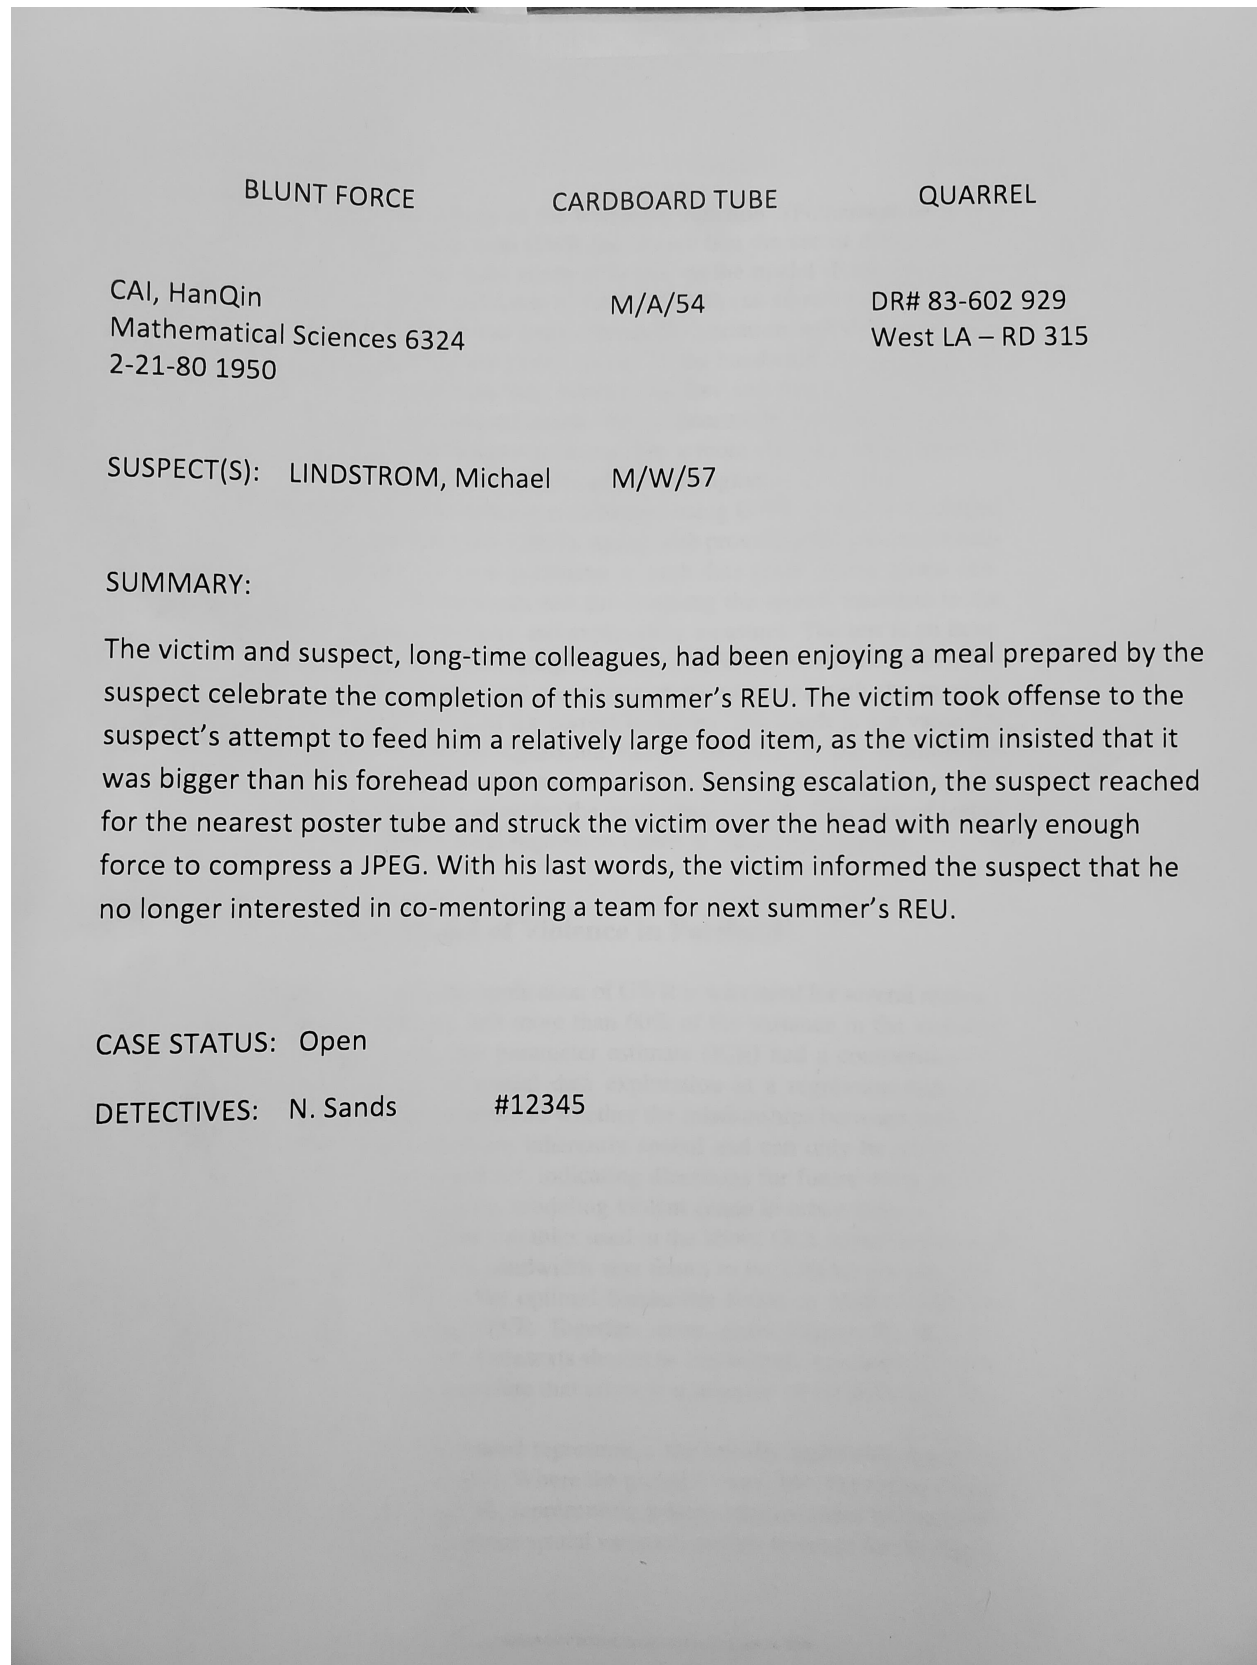 BLUNT FORCE CARDBOARD TUBE QUARREL
CAI, HanQin M/A/54 DR# 83-602 929
Mathematical Sciences 6324 West LA – RD 315
2-21-80 1950
SUSPECT(S): LINDSTROM, Michael M/W/57
SUMMARY:
The victim and suspect, long-time colleagues, had been enjoying a meal prepared by the
suspect celebrate the completion of this summer's REU. The victim took offense to the
suspect's attempt to feed him a relatively large food item, as the victim insisted that it
was bigger than his forehead upon comparison. Sensing escalation, the suspect reached
for the nearest poster tube and struck the victim over the head with nearly enough
force to compress a JPEG. With his last words, the victim informed the suspect that he
no longer interested in co-mentoring a team for next summer's REU.
CASE STATUS: Open
DETECTIVES: N. Sands #12345